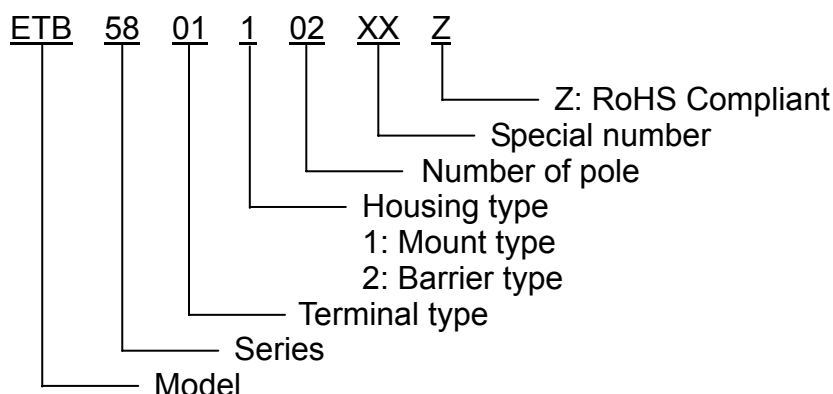 ETB 58 01 1 02 XX Z
Z: RoHS Compliant
Special number
Number of pole
Housing type
1: Mount type
2: Barrier type
Terminal type
Series
Model